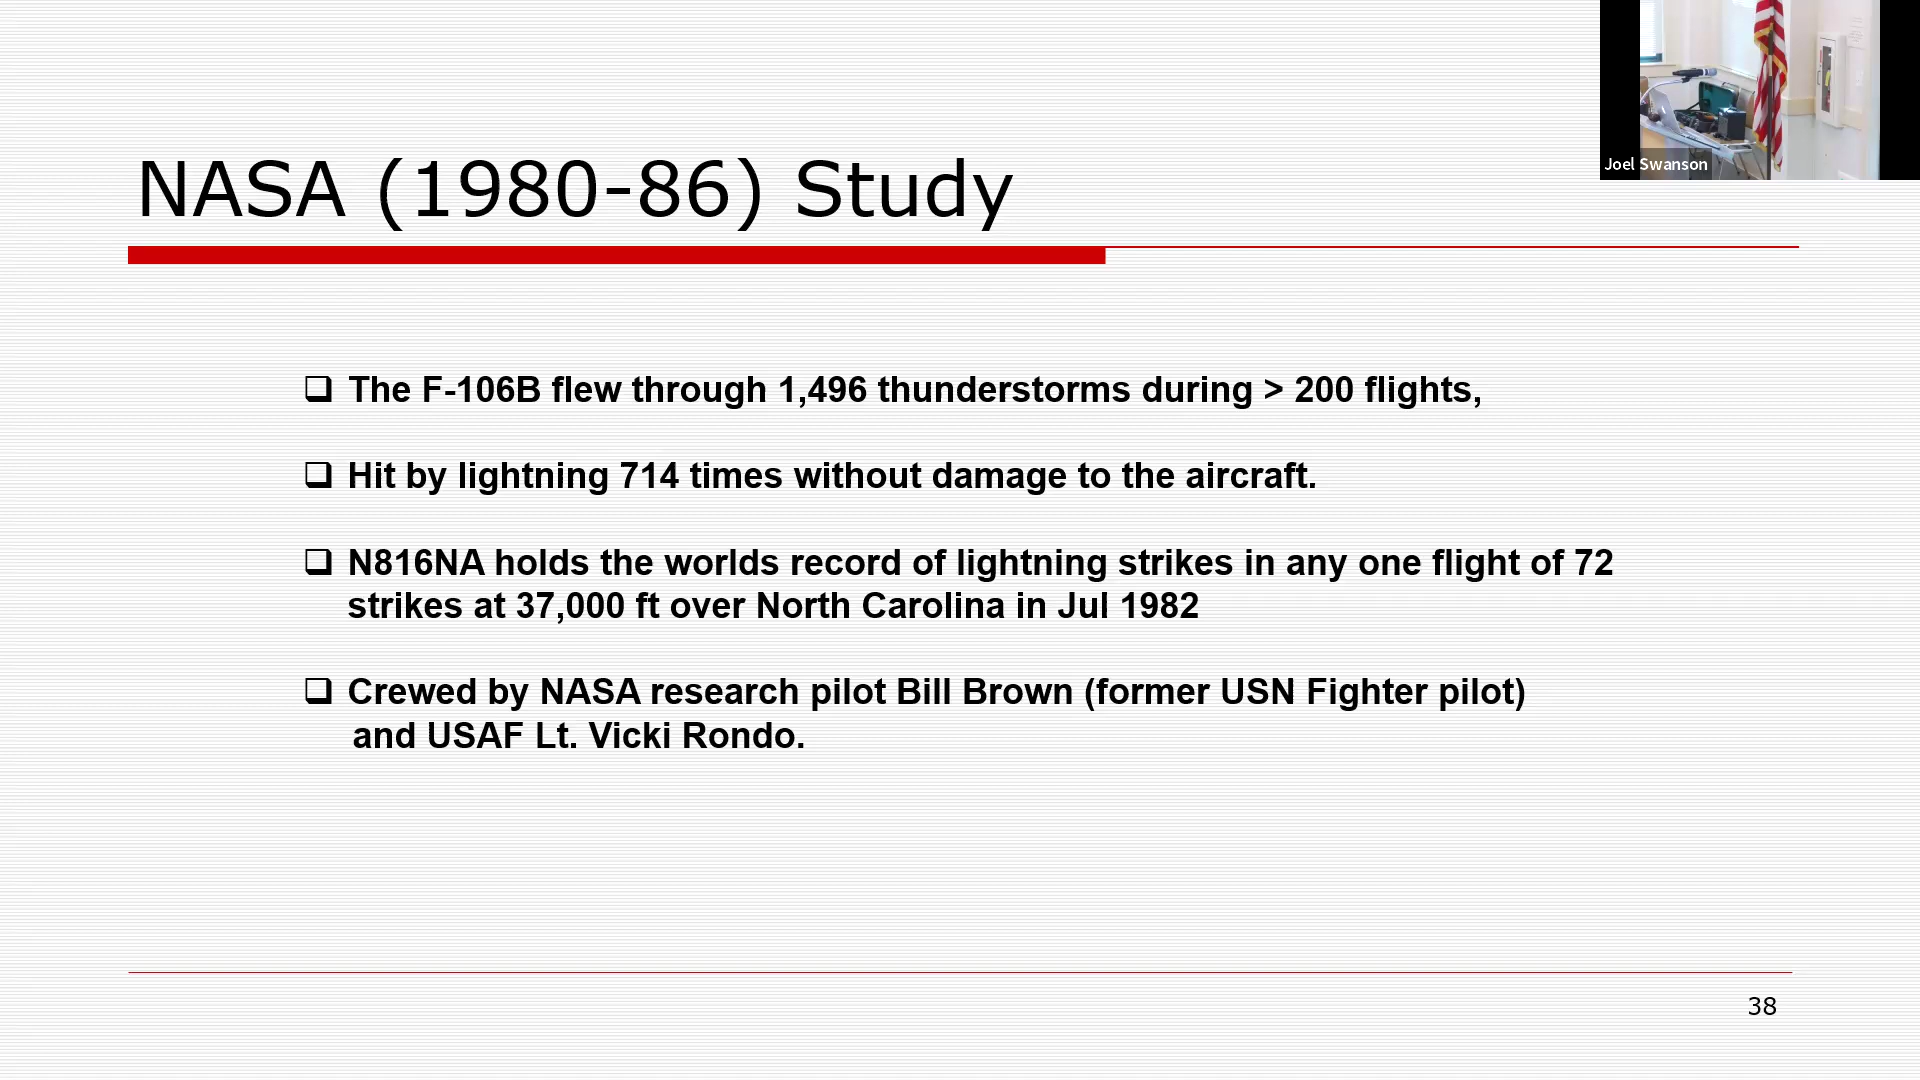 Joel Swanson
NASA (1980-86) Study
The F-106B flew through 1,496 thunderstorms during > 200 flights,
Hit by lightning 714 times without damage to the aircraft.
N816NA holds the worlds record of lightning strikes in any one flight of 72
strikes at 37,000 ft over North Carolina in Jul 1982
Crewed by NASA research pilot Bill Brown (former USN Fighter pilot)
and USAF Lt. Vicki Rondo.
38